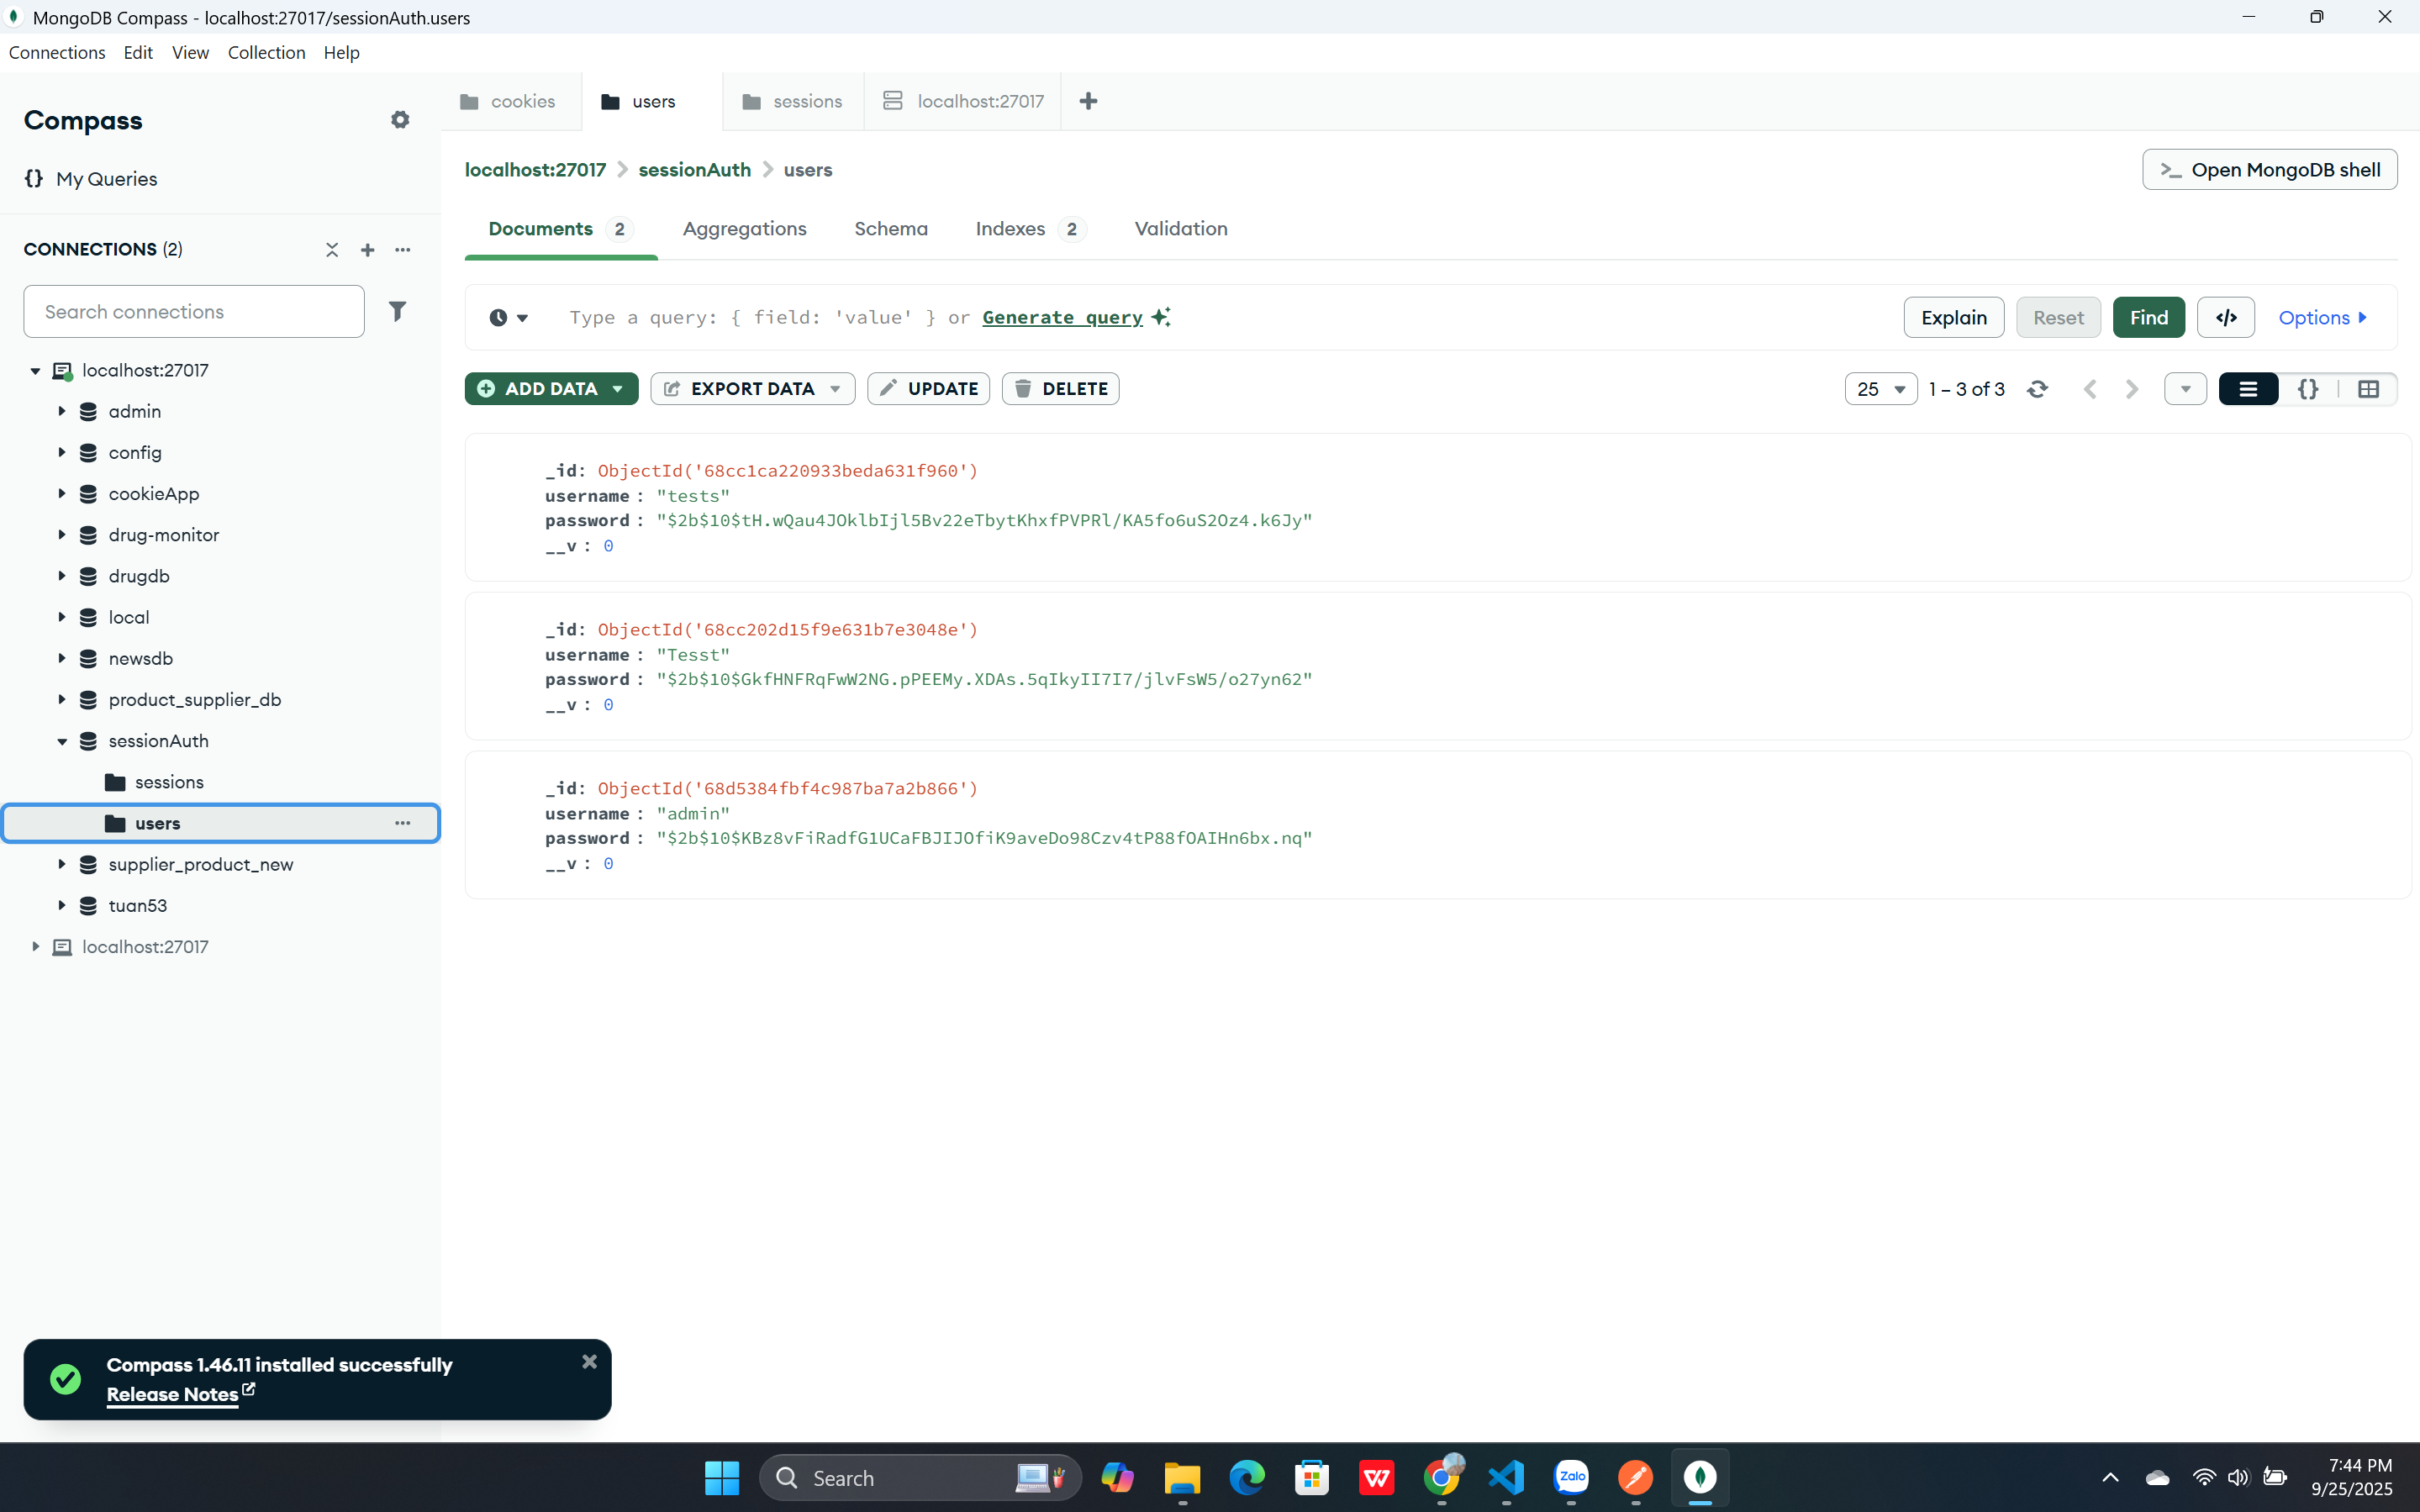 MongoDB Compass - localhost:27017/sessionAuth.users
Connections Edit View Collection Help
Compass
My Queries
CONNECTIONS (2)
Search connections
localhost:27017
admin
config
cookieApp
drug-monitor
drugdb
local
newsdb
product_supplier_db
sessionAuth
sessions
users
supplier_product_new
tuan53
localhost:27017
cookies users sessions localhost:27017
localhost:27017 > sessionAuth > users
>_ Open MongoDB shell
Documents 2 Aggregations Schema Indexes 2 Validation
Type a query: { field: 'value' } or Generate query
Explain Reset Find </> Options
ADD DATA EXPORT DATA UPDATE DELETE
25 1 – 3 of 3 {}
_id: ObjectId('68cc1ca220933beda631f960')
username : "tests"
password : "$2b$10$tH.wQau4JOklbIjl5Bv22eTbytKhxfPVPRl/KA5fo6uS2Oz4.k6Jy"
__v : 0
_id: ObjectId('68cc202d15f9e631b7e3048e')
username : "Tesst"
password : "$2b$10$GkfHNFRqFwW2NG.pPEEMy.XDAs.5qIkyII7I7/jlvFsW5/o27yn62"
__v : 0
_id: ObjectId('68d5384fbf4c987ba7a2b866')
username : "admin"
password : "$2b$10$KBz8vFiRadfG1UCaFBJIJOfiK9aveDo98Czv4tP88fOAIHn6bx.nq"
__v : 0
Compass 1.46.11 installed successfully
Release Notes
Search
Zalo
7:44 PM
9/25/2025